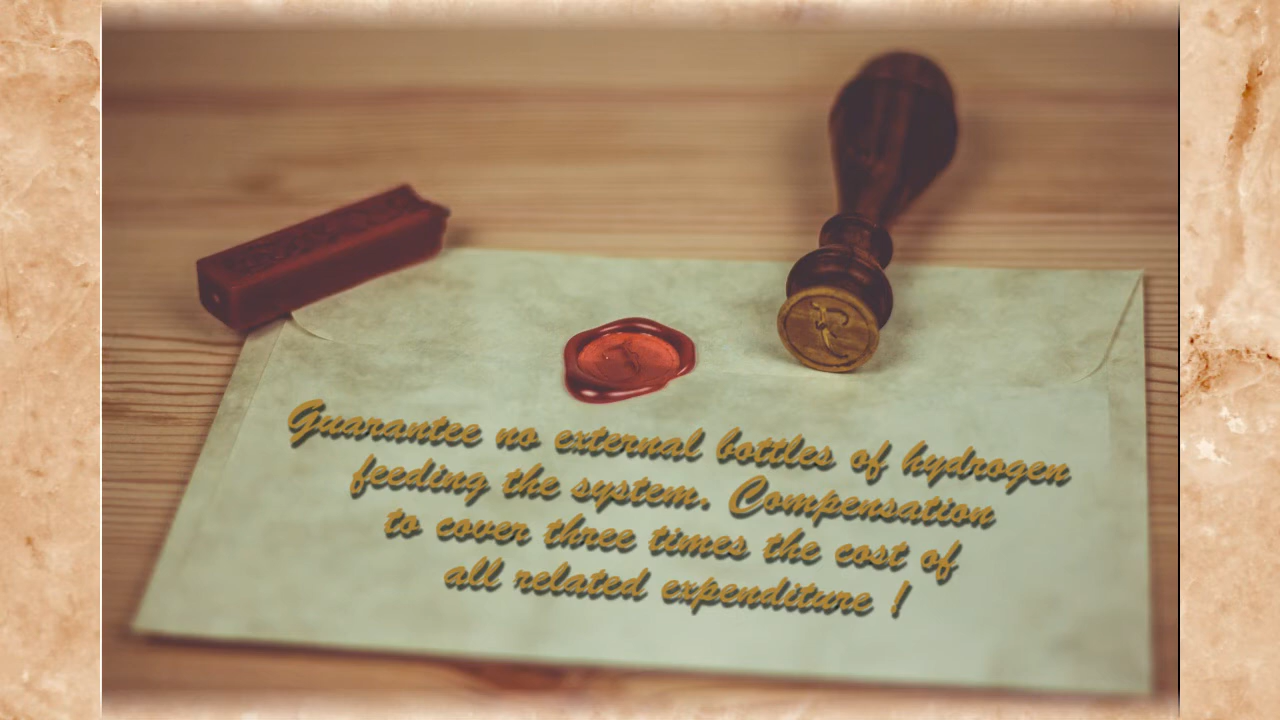 Guarantee no external bottles of hydrogen
feeding the system. Compensation
to cover three times the cost of
all related expenditure !